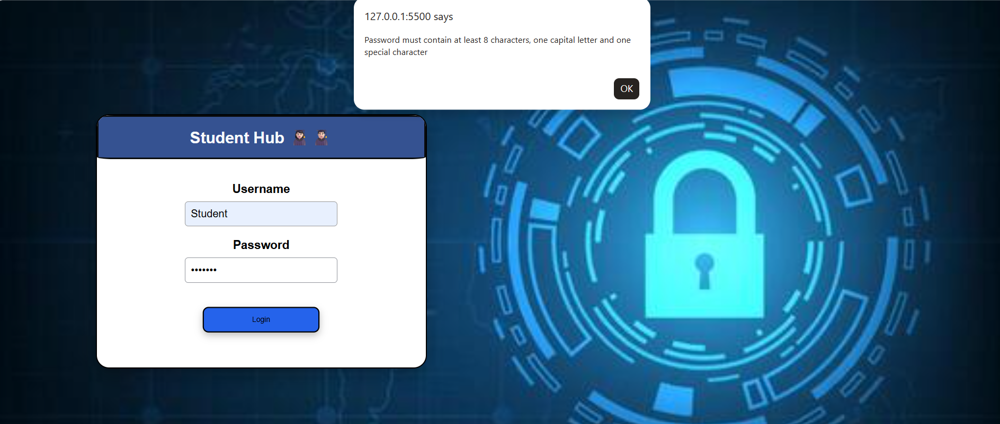 127.0.0.1:5500 says
Password must contain at least 8 characters, one capital letter and one
special character
OK
Student Hub 👩🏻‍🎓 👨🏻‍🎓
Username
Student
Password
•••••••
Login